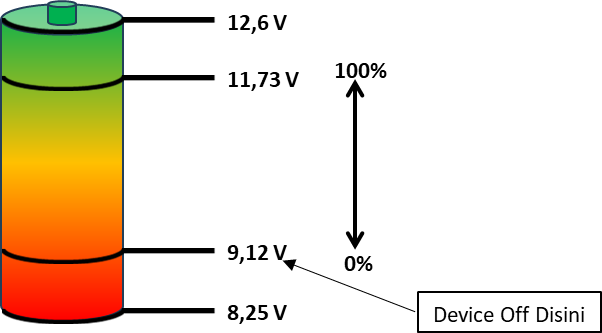 12,6 V
11,73 V
100%
9,12 V
0%
8,25 V
Device Off Disini